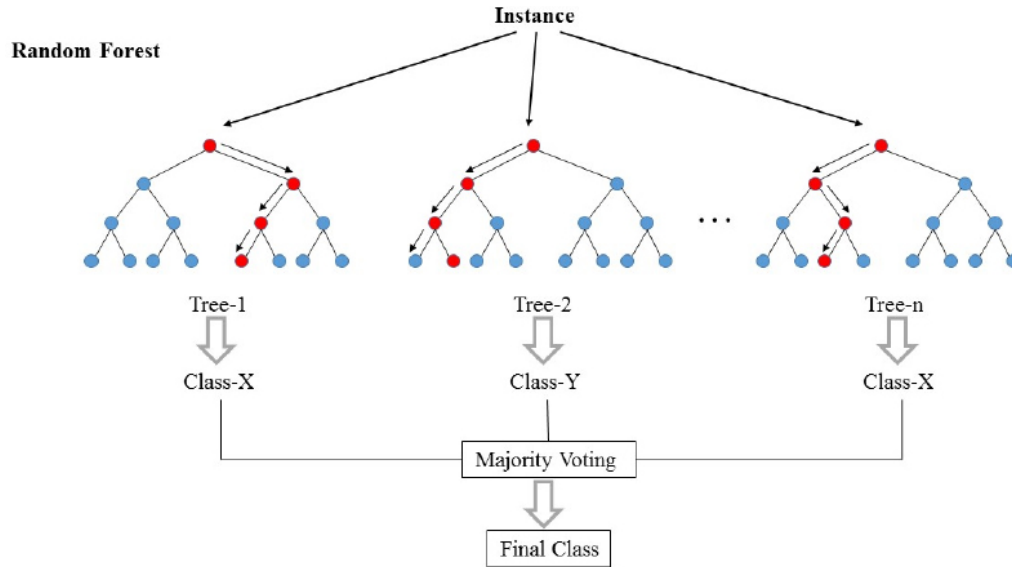 Instance
Random Forest
...
Tree-1
Tree-2
Tree-n
Class-X
Class-Y
Class-X
Majority Voting
Final Class